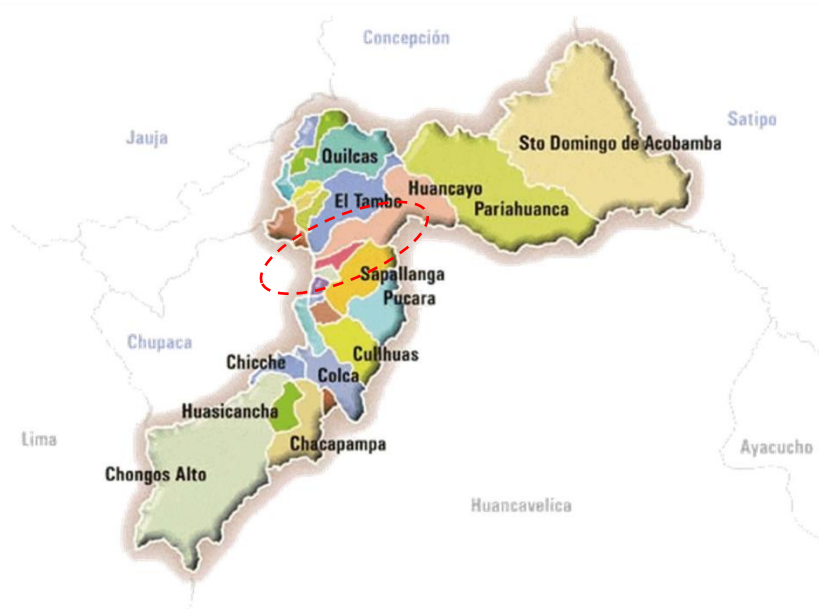 Concepción
Satipo
Jauja
Sto Domingo de Acobamba
Quilcas
Huancayo
El Tambo
Pariahuanca
Sapallanga
Pucara
Chupaca
Cullhuas
Chicche
Colca
Huasicancha
Lima
Chacapampa
Ayacucho
Chongos Alto
Huancavelica